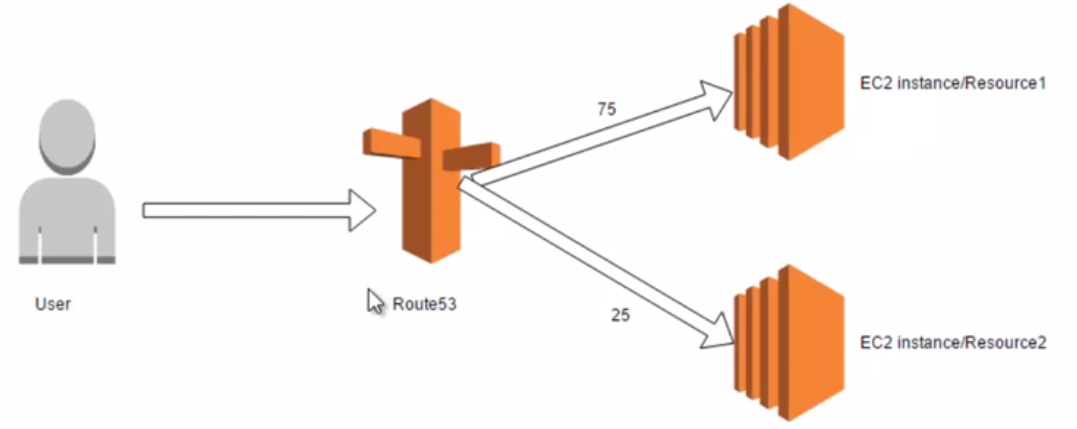 75
EC2 instance/Resource1
User
Route53
25
EC2 instance/Resource2